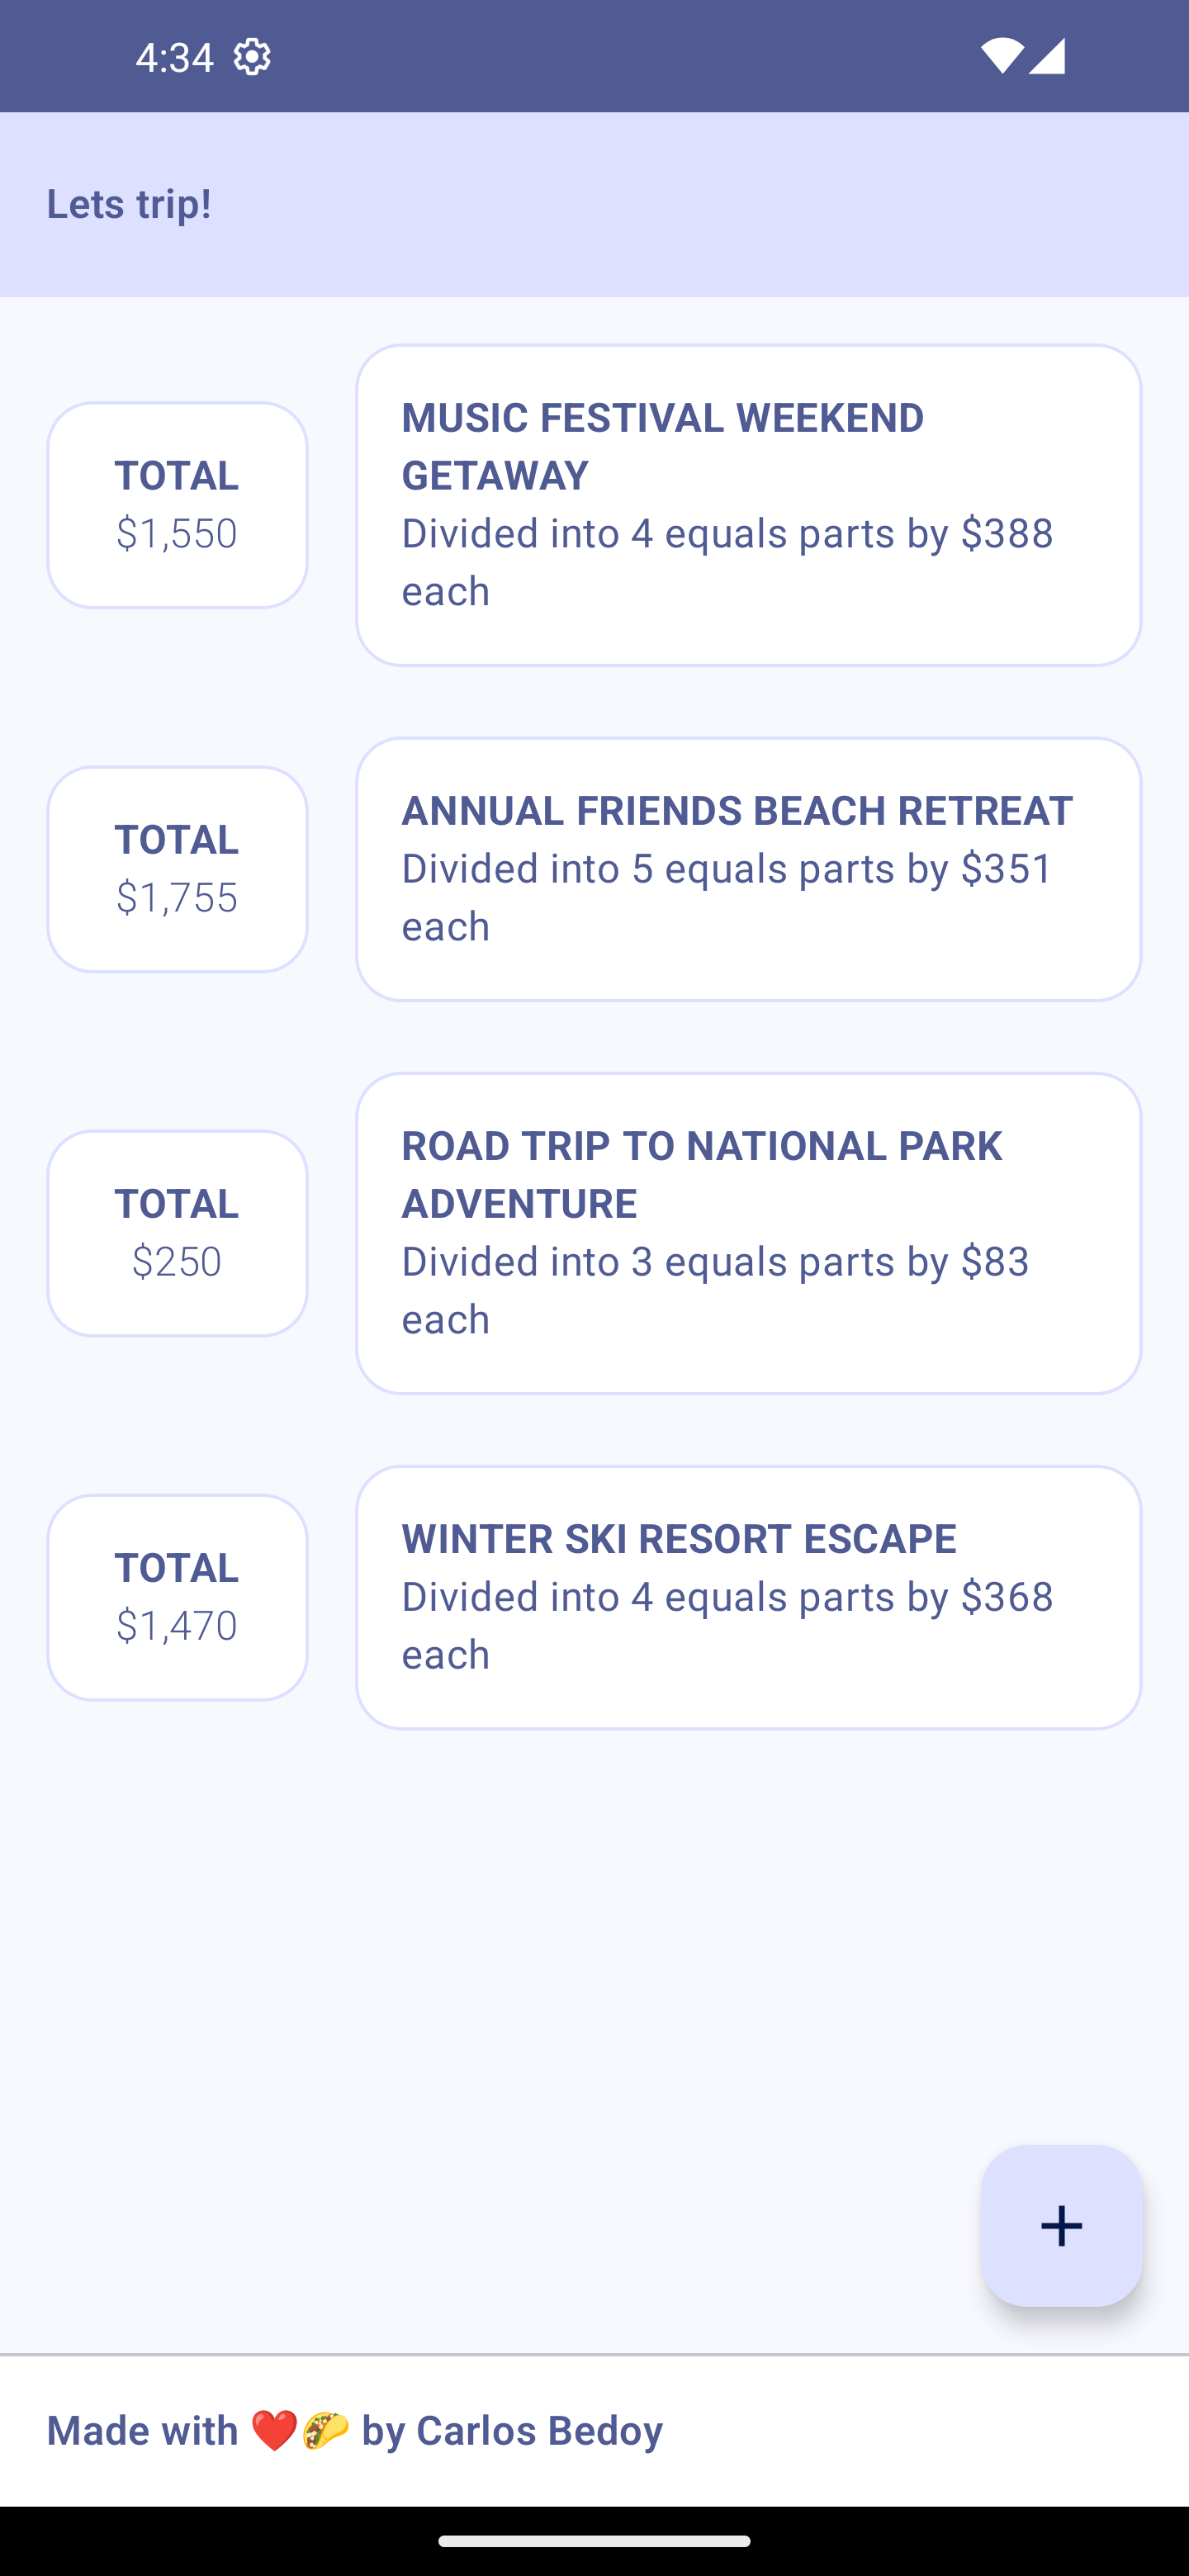 4:34
Lets trip!
TOTAL
$1,550
MUSIC FESTIVAL WEEKEND
GETAWAY
Divided into 4 equals parts by $388
each
TOTAL
$1,755
ANNUAL FRIENDS BEACH RETREAT
Divided into 5 equals parts by $351
each
TOTAL
$250
ROAD TRIP TO NATIONAL PARK
ADVENTURE
Divided into 3 equals parts by $83
each
TOTAL
$1,470
WINTER SKI RESORT ESCAPE
Divided into 4 equals parts by $368
each
Made with ❤️🌮 by Carlos Bedoy